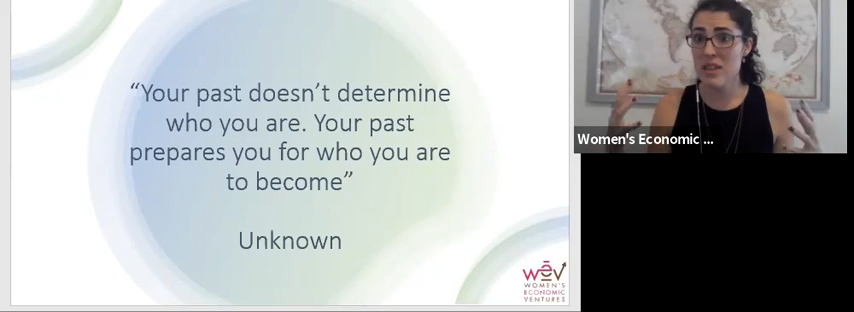 “Your past doesn’t determine
who you are. Your past
prepares you for who you are
to become”
Unknown
wev
WOMEN'S
ECONOMIC
VENTURES
Women's Economic ...